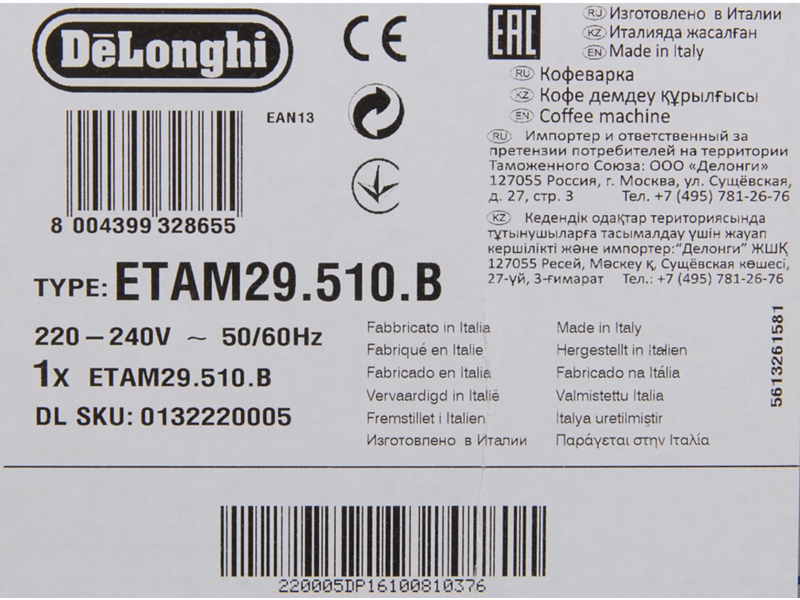 DeLonghi
CE
EAC
RU Изготовлено в Италии
KZ Италияда жасалған
EN Made in Italy
RU Кофеварка
KZ Кофе демдеу құрылғысы
EN Coffee machine
EAN13
8 004399 328655
RU Импортер и ответственный за
претензии потребителей на территории
Таможенного Союза: ООО «Делонги»
127055 Россия, г. Москва, ул. Сущёвская,
д. 27, стр. 3 Тел. +7 (495) 781-26-76
KZ Кедендік одақтар териториясында
тұтынушыларға тасымалдау үшін жауап
кершілікті және импортер:“Делонги” ЖШҚ
127055 Ресей, Мәскеу қ, Сущёвская көшесі,
27-үй, 3-ғимарат Тел.: +7 (495) 781-26-76
TYPE: ETAM29.510.B
220–240V ~ 50/60Hz
1x ETAM29.510.B
DL SKU: 0132220005
Fabbricato in Italia
Fabriqué en Italie
Fabricado en Italia
Vervaardigd in Italië
Fremstillet i Italien
Изготовлено в Италии
Made in Italy
Hergestellt in Italien
Fabricado na Itália
Valmistettu Italia
Italya uretilmiştir
Παράγεται στην Ιταλία
5613261581
220005DP16100810376